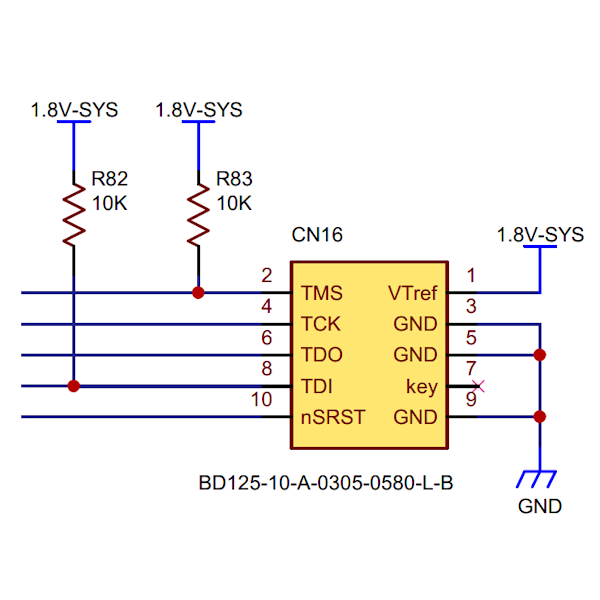 1.8V-SYS 1.8V-SYS
R82 R83
10K 10K
CN16 1.8V-SYS
2 1
TMS VTref
4 3
TCK GND
6 5
TDO GND
8 7
TDI key
10 9
nSRST GND
BD125-10-A-0305-0580-L-B
GND